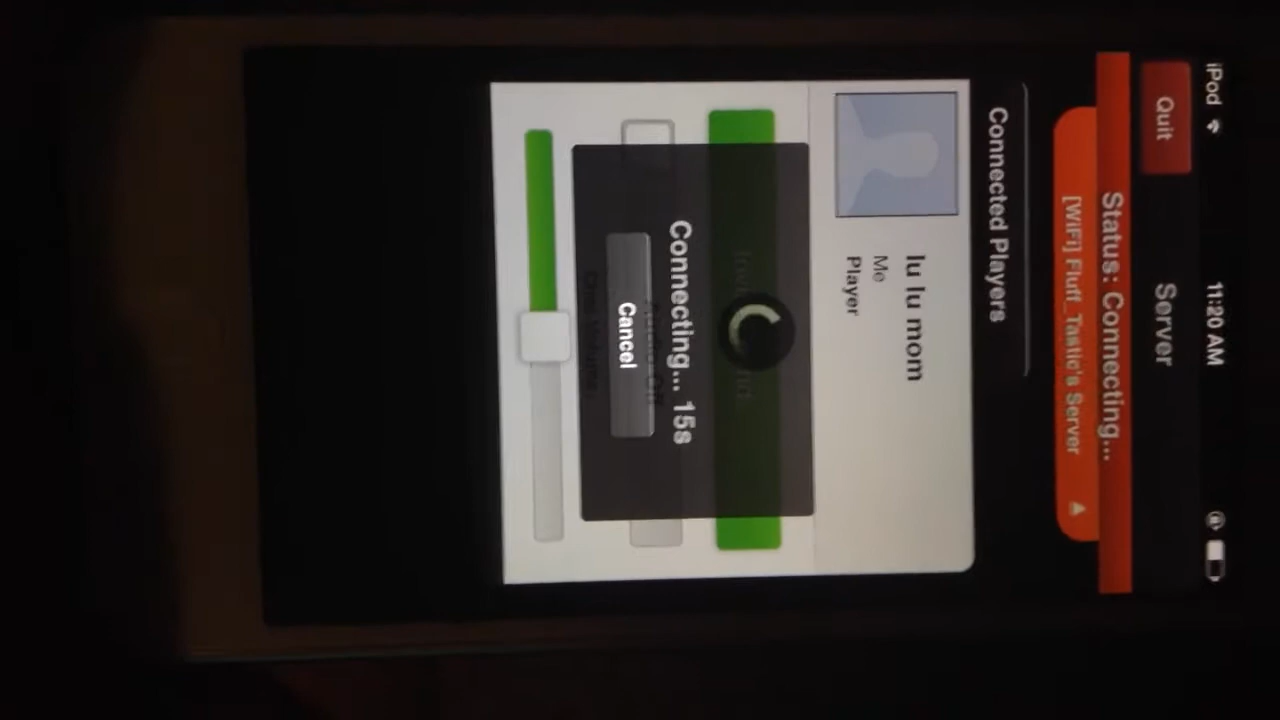 iPod 11:20 AM
Quit Server
Status: Connecting...
[WiFi] Fluff_Tastic's Server
Connected Players
lu lu mom
Me
Player
Connecting... 15s
Cancel